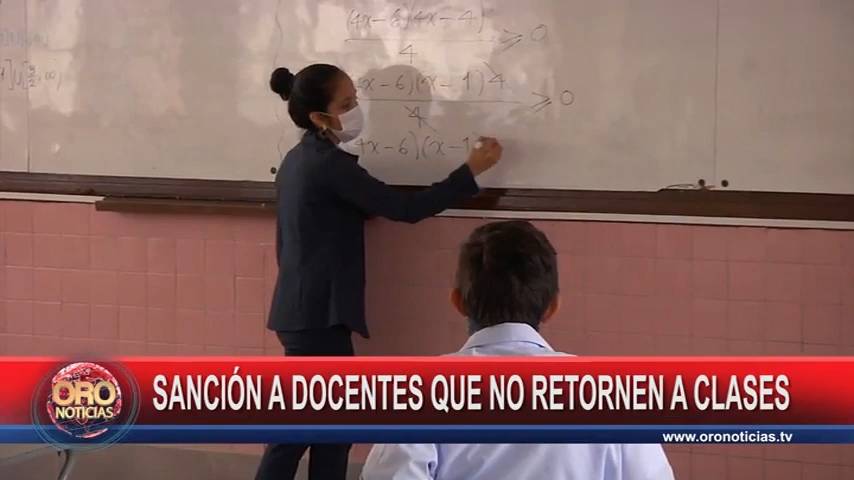 (4x-6)(4x-4)
4
≥0
(4x-6)(x-1)4
4
≥0
4x-6)(x-1)
ORO
NOTICIAS
SANCIÓN A DOCENTES QUE NO RETORNEN A CLASES
www.oronoticias.tv